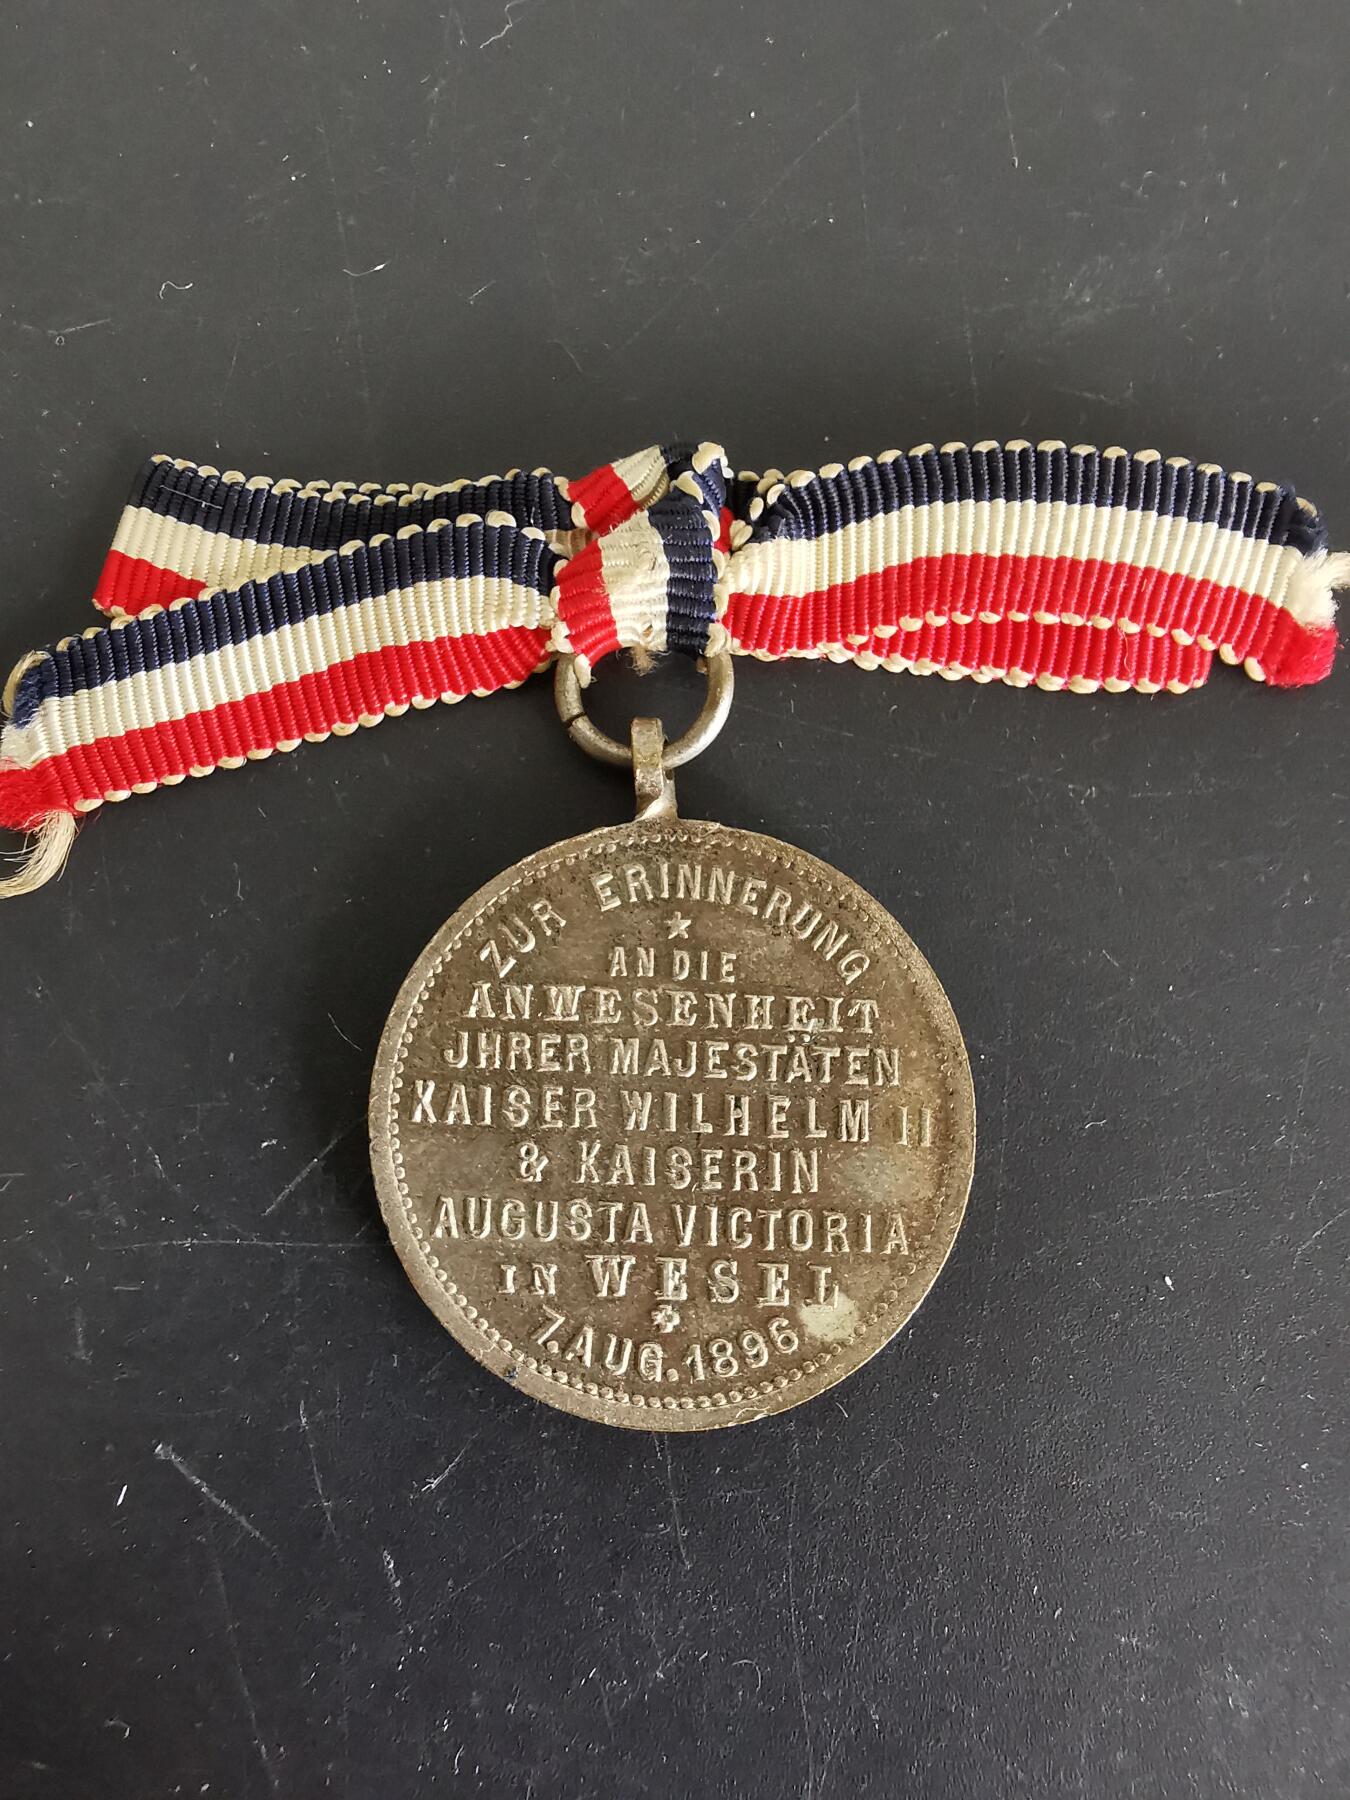 ZUR ERINNERUNG
AN DIE
ANWESENHEIT
JHRER MAJESTÄTEN
KAISER WILHELM II
& KAISERIN
AUGUSTA VICTORIA
IN WESEL
7. AUG. 1896